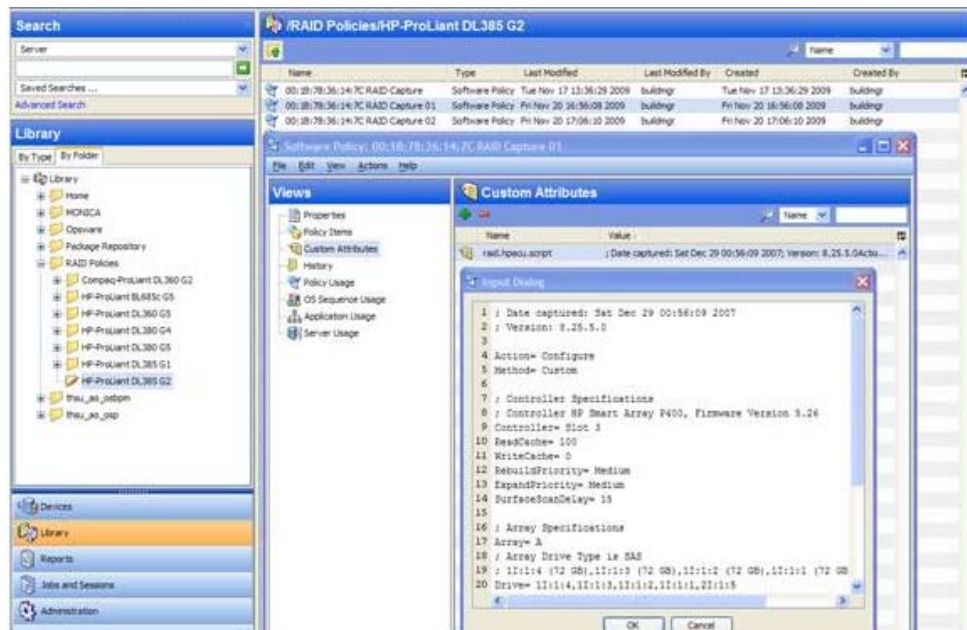 Search
Server
Saved Searches ...
Advanced Search
Library
By Type By Folder
Library
Home
MONICA
Opsware
Package Repository
RAID Policies
Compaq-ProLiant DL360 G2
HP-ProLiant BL685c G5
HP-ProLiant DL360 G5
HP-ProLiant DL380 G4
HP-ProLiant DL380 G5
HP-ProLiant DL385 G1
HP-ProLiant DL385 G2
Devices
Library
Reports
Jobs and Sessions
Administration
/RAID Policies/HP-ProLiant DL385 G2
Name
Name Type Last Modified Last Modified By Created Created By
00:1B:78:36:14:7C RAID Capture Software Policy Tue Nov 17 13:36:29 2009 buildmgr Tue Nov 17 13:36:29 2009 buildmgr
00:1B:78:36:14:7C RAID Capture 01 Software Policy Fri Nov 20 16:56:08 2009 buildmgr Fri Nov 20 16:56:08 2009 buildmgr
00:1B:78:36:14:7C RAID Capture 02 Software Policy Fri Nov 20 17:06:10 2009 buildmgr Fri Nov 20 17:06:10 2009 buildmgr
Software Policy: 00:1B:78:36:14:7C RAID Capture 01
File Edit View Actions Help
Views
Properties
Policy Items
Custom Attributes
History
Policy Usage
OS Sequence Usage
Application Usage
Server Usage
Custom Attributes
Name
Name Value
raid.hpacu.script ; Date captured: Sat Dec 29 00:56:09 2007; Version: 8.25.5.0Actio...
Input Dialog
1 ; Date captured: Sat Dec 29 00:56:09 2007
2 ; Version: 8.25.5.0
3
4 Action= Configure
5 Method= Custom
6
7 ; Controller Specifications
8 ; Controller HP Smart Array P400, Firmware Version 5.26
9 Controller= Slot 3
10 ReadCache= 100
11 WriteCache= 0
12 RebuildPriority= Medium
13 ExpandPriority= Medium
14 SurfaceScanDelay= 15
15
16 ; Array Specifications
17 Array= A
18 ; Array Drive Type is SAS
19 ; 1I:1:4 (72 GB),1I:1:3 (72 GB),1I:1:2 (72 GB),1I:1:1 (72 GB
20 Drive= 1I:1:4,1I:1:3,1I:1:2,1I:1:1,2I:1:5
OK Cancel